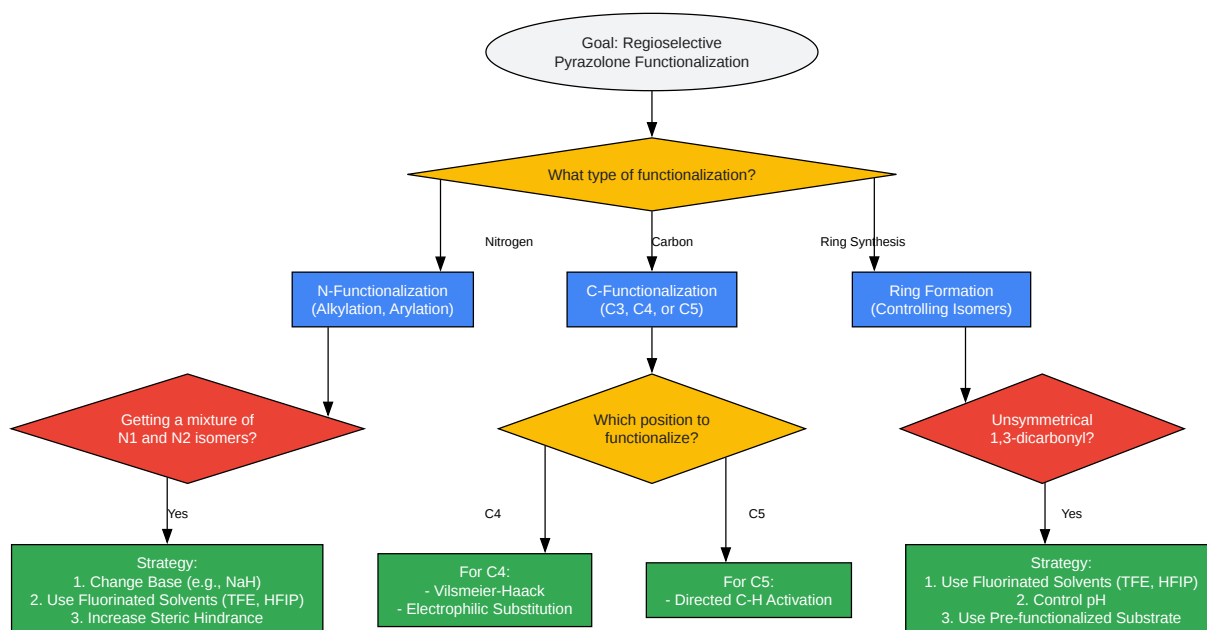 Goal: Regioselective
Pyrazolone Functionalization
What type of functionalization?
Nitrogen
Carbon
Ring Synthesis
N-Functionalization
(Alkylation, Arylation)
C-Functionalization
(C3, C4, or C5)
Ring Formation
(Controlling Isomers)
Getting a mixture of
N1 and N2 isomers?
Which position to
functionalize?
Unsymmetrical
1,3-dicarbonyl?
Yes
C4
C5
Yes
Strategy:
1. Change Base (e.g., NaH)
2. Use Fluorinated Solvents (TFE, HFIP)
3. Increase Steric Hindrance
For C4:
- Vilsmeier-Haack
- Electrophilic Substitution
For C5:
- Directed C-H Activation
Strategy:
1. Use Fluorinated Solvents (TFE, HFIP)
2. Control pH
3. Use Pre-functionalized Substrate